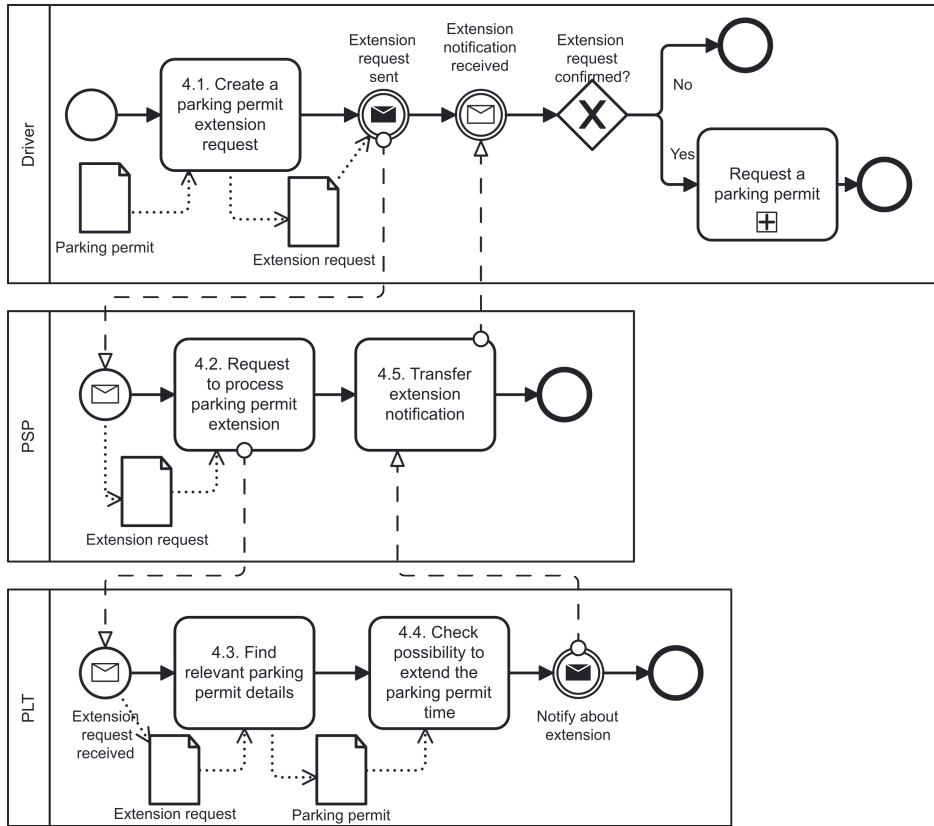 Driver
4.1. Create a
parking permit
extension
request
Extension
request
sent
Extension
notification
received
Extension
request
confirmed?
No
Yes
Request a
parking permit
Parking permit
Extension request
PSP
4.2. Request
to process
parking permit
extension
4.5. Transfer
extension
notification
Extension request
PLT
Extension
request
received
4.3. Find
relevant parking
permit details
4.4. Check
possibility to
extend the
parking permit
time
Notify about
extension
Extension request
Parking permit